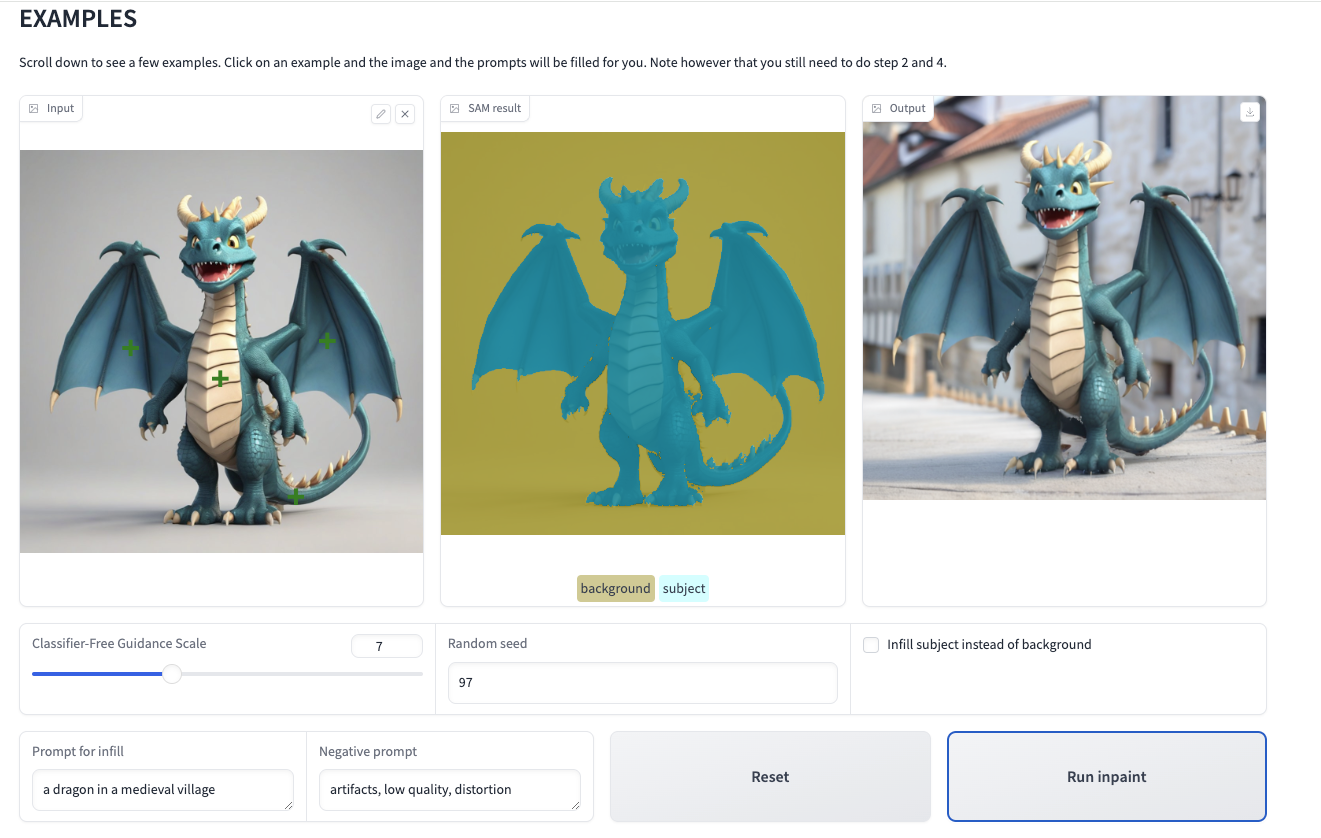 EXAMPLES
Scroll down to see a few examples. Click on an example and the image and the prompts will be filled for you. Note however that you still need to do step 2 and 4.
Input
SAM result
Output
background subject
Classifier-Free Guidance Scale
7
Random seed
97
Infill subject instead of background
Prompt for infill
a dragon in a medieval village
Negative prompt
artifacts, low quality, distortion
Reset
Run inpaint